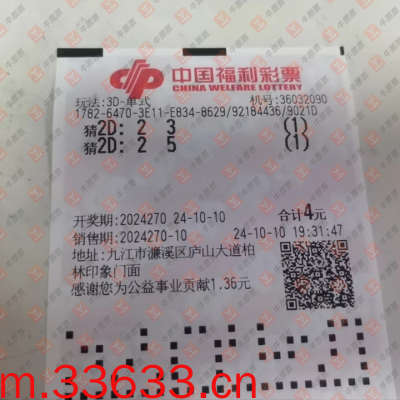 中国福利彩票
CHINA WELFARE LOTTERY
玩法:3D-单式 机号:36032090
1782-6470-3E11-E834-8629/92184436/9021D
猜2D: 2 3 (1)
猜2D: 2 5 (1)
开奖期:2024270 24-10-10 合计4元
销售期:2024270-10 24-10-10 19:31:47
地址:九江市濂溪区庐山大道柏
林印象门面
感谢您为公益事业贡献1.36元
m.33633.cn